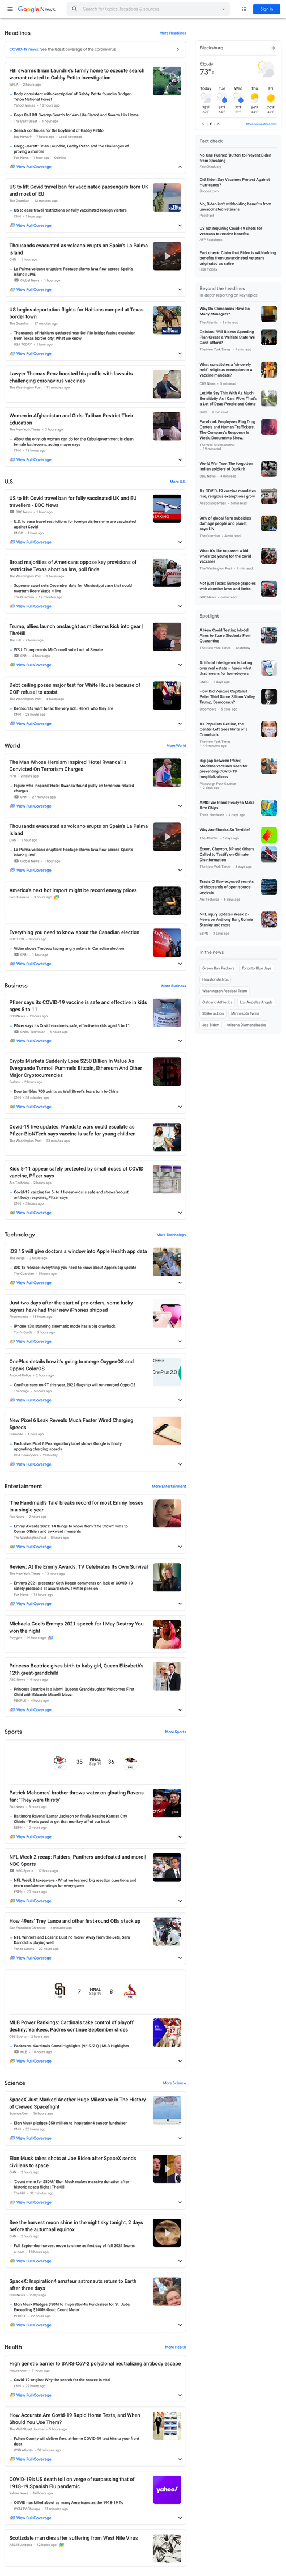 Google News
Search for topics, locations & sources
Sign in
Headlines
More Headlines
COVID-19 news: See the latest coverage of the coronavirus
FBI swarms Brian Laundrie's family home to execute search
warrant related to Gabby Petito investigation
Body 'consistent with description' of Gabby Petito found in Bridger-
Teton National Forest
Cops Call Off Swamp Search for Van-Life Fiancé and Swarm His Home
Search continues for the boyfriend of Gabby Petito
Gregg Jarrett: Brian Laundrie, Gabby Petito and the challenges of
proving a murder
View Full Coverage
US to lift Covid travel ban for vaccinated passengers from UK
and most of EU
US to ease travel restrictions on fully vaccinated foreign visitors
View Full Coverage
Thousands evacuated as volcano erupts on Spain's La Palma
island
La Palma volcano eruption: Footage shows lava flow across Spain's
island | LIVE
View Full Coverage
US begins deportation flights for Haitians camped at Texas
border town
Thousands of Haitians gathered near Del Rio bridge facing expulsion
from Texas border city. What we know
View Full Coverage
Lawyer Thomas Renz boosted his profile with lawsuits
challenging coronavirus vaccines
Women in Afghanistan and Girls: Taliban Restrict Their
Education
About the only job women can do for the Kabul government is clean
female bathrooms, acting mayor says
View Full Coverage
U.S.
More U.S.
US to lift Covid travel ban for fully vaccinated UK and EU
travellers - BBC News
U.S. to ease travel restrictions for foreign visitors who are vaccinated
against Covid
View Full Coverage
Broad majorities of Americans oppose key provisions of
restrictive Texas abortion law, poll finds
Supreme court sets December date for Mississippi case that could
overturn Roe v Wade – live
View Full Coverage
Trump, allies launch onslaught as midterms kick into gear |
TheHill
WSJ: Trump wants McConnell ousted out of Senate
View Full Coverage
Debt ceiling poses major test for White House because of
GOP refusal to assist
Democrats want to tax the very rich. Here's who they are
View Full Coverage
World
More World
The Man Whose Heroism Inspired 'Hotel Rwanda' Is
Convicted On Terrorism Charges
Figure who inspired 'Hotel Rwanda' found guilty on terrorism-related
charges
View Full Coverage
Thousands evacuated as volcano erupts on Spain's La Palma
island
La Palma volcano eruption: Footage shows lava flow across Spain's
island | LIVE
View Full Coverage
America's next hot import might be record energy prices
Everything you need to know about the Canadian election
Video shows Trudeau facing angry voters in Canadian election
View Full Coverage
Business
More Business
Pfizer says its COVID-19 vaccine is safe and effective in kids
ages 5 to 11
Pfizer says its Covid vaccine is safe, effective in kids aged 5 to 11
View Full Coverage
Crypto Markets Suddenly Lose $250 Billion In Value As
Evergrande Turmoil Pummels Bitcoin, Ethereum And Other
Major Cryptocurrencies
Dow tumbles 700 points as Wall Street's fears turn to China
View Full Coverage
Covid-19 live updates: Mandate wars could escalate as
Pfizer-BioNTech says vaccine is safe for young children
Kids 5-11 appear safely protected by small doses of COVID
vaccine, Pfizer says
Covid-19 vaccine for 5- to 11-year-olds is safe and shows 'robust'
antibody response, Pfizer says
View Full Coverage
Technology
More Technology
iOS 15 will give doctors a window into Apple Health app data
iOS 15 release: everything you need to know about Apple's big update
View Full Coverage
Just two days after the start of pre-orders, some lucky
buyers have had their new iPhones shipped
iPhone 13's stunning cinematic mode has a big drawback
View Full Coverage
OnePlus details how it's going to merge OxygenOS and
Oppo's ColorOS
OnePlus says no 9T this year, 2022 flagship will run merged Oppo OS
View Full Coverage
New Pixel 6 Leak Reveals Much Faster Wired Charging
Speeds
Exclusive: Pixel 6 Pro regulatory label shows Google is finally
upgrading charging speeds
View Full Coverage
Entertainment
More Entertainment
'The Handmaid's Tale' breaks record for most Emmy losses
in a single year
Emmy Awards 2021: 14 things to know, from 'The Crown' wins to
Conan O'Brien and awkward moments
View Full Coverage
Review: At the Emmy Awards, TV Celebrates Its Own Survival
Emmys 2021 presenter Seth Rogen comments on lack of COVID-19
safety protocols at award show, Twitter piles on
View Full Coverage
Michaela Coel's Emmys 2021 speech for I May Destroy You
won the night
Princess Beatrice gives birth to baby girl, Queen Elizabeth's
12th great-grandchild
Princess Beatrice Is a Mom! Queen's Granddaughter Welcomes First
Child with Edoardo Mapelli Mozzi
View Full Coverage
Sports
More Sports
35 FINAL 36
Sep 19
Patrick Mahomes' brother throws water on gloating Ravens
fan: 'They were thirsty'
Baltimore Ravens' Lamar Jackson on finally beating Kansas City
Chiefs - 'Feels good to get that monkey off of our back'
View Full Coverage
NFL Week 2 recap: Raiders, Panthers undefeated and more |
NBC Sports
NFL Week 2 takeaways - What we learned, big reaction questions and
View Full Coverage
How 49ers' Trey Lance and other first-round QBs stack up
NFL Winners and Losers: Bust no more? Away from the Jets, Sam
Darnold is playing well
View Full Coverage
7 FINAL 8
Sep 19
MLB Power Rankings: Cardinals take control of playoff
destiny; Yankees, Padres continue September slides
Padres vs. Cardinals Game Highlights (9/19/21) | MLB Highlights
View Full Coverage
Science
More Science
SpaceX Just Marked Another Huge Milestone in The History
of Crewed Spaceflight
Elon Musk pledges $50 million to Inspiration4 cancer fundraiser
View Full Coverage
Elon Musk takes shots at Joe Biden after SpaceX sends
civilians to space
'Count me in for $50M:' Elon Musk makes massive donation after
historic space flight | TheHill
View Full Coverage
See the harvest moon shine in the night sky tonight, 2 days
before the autumnal equinox
Full September harvest moon to shine as first day of fall 2021 looms
View Full Coverage
SpaceX: Inspiration4 amateur astronauts return to Earth
after three days
Elon Musk Pledges $50M to Inspiration4's Fundraiser for St. Jude,
Exceeding $200M Goal: 'Count Me In'
View Full Coverage
Health
More Health
High genetic barrier to SARS-CoV-2 polyclonal neutralizing antibody escape
Covid-19 origins: Why the search for the source is vital
View Full Coverage
How Accurate Are Covid-19 Rapid Home Tests, and When
Should You Use Them?
Fulton County will deliver free, at-home COVID-19 test kits to your front
door
View Full Coverage
COVID-19's US death toll on verge of surpassing that of
1918-19 Spanish Flu pandemic
COVID has killed about as many Americans as the 1918-19 flu
View Full Coverage
Scottsdale man dies after suffering from West Nile Virus
Blacksburg
Cloudy
73°F
Today Tue Wed Thu Fri
More on weather.com
Fact check
No One Pushed 'Button' to Prevent Biden
from Speaking
FactCheck.org
Did Biden Say Vaccines Protect Against
Hurricanes?
Snopes.com
No, Biden isn't withholding benefits from
unvaccinated veterans
PolitiFact
US not requiring Covid-19 shots for
veterans to receive benefits
AFP Factcheck
Fact check: Claim that Biden is withholding
benefits from unvaccinated veterans
originated as satire
USA TODAY
Beyond the headlines
In-depth reporting on key topics
Why Do Companies Have So
Many Managers?
Opinion | Will Biden's Spending
Plan Create a Welfare State We
Can't Afford?
What constitutes a 'sincerely
held' religious exemption to a
vaccine mandate?
Let Me Say This With As Much
Sensitivity As I Can: Wow, That's
a Lot of Dead People and Crime
Facebook Employees Flag Drug
Cartels and Human Traffickers.
The Company's Response Is
Weak, Documents Show.
World War Two: The forgotten
Indian soldiers of Dunkirk
As COVID-19 vaccine mandates
rise, religious exemptions grow
90% of global farm subsidies
damage people and planet,
says UN
What it's like to parent a kid
who's too young for the covid
vaccines
Not just Texas: Europe grapples
with abortion laws and limits
Spotlight
A New Covid Testing Model
Aims to Spare Students From
Quarantine
Artificial intelligence is taking
over real estate – here's what
that means for homebuyers
How Did Venture Capitalist
Peter Thiel Game Silicon Valley,
Trump, Democracy?
As Populists Decline, the
Center-Left Sees Hints of a
Comeback
Big gap between Pfizer,
Moderna vaccines seen for
preventing COVID-19
hospitalizations
AMD: We Stand Ready to Make
Arm Chips
Why Are Ebooks So Terrible?
Exxon, Chevron, BP and Others
Called to Testify on Climate
Disinformation
Travis CI flaw exposed secrets
of thousands of open source
projects
NFL injury updates Week 2 -
News on Anthony Barr, Ronnie
Stanley and more
In the news
Green Bay Packers
Toronto Blue Jays
Houston Astros
Washington Football Team
Oakland Athletics
Los Angeles Angels
Strike action
Minnesota Twins
Joe Biden
Arizona Diamondbacks